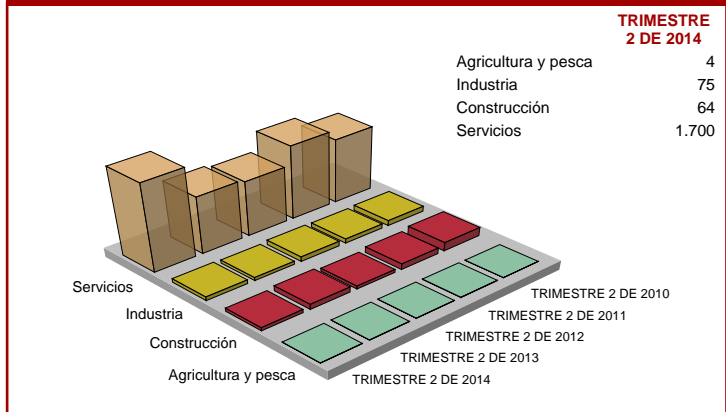 TRIMESTRE
2 DE 2014
Agricultura y pesca 4
Industria 75
Construcción 64
Servicios 1.700
Servicios
Industria
Construcción
Agricultura y pesca
TRIMESTRE 2 DE 2010
TRIMESTRE 2 DE 2011
TRIMESTRE 2 DE 2012
TRIMESTRE 2 DE 2013
TRIMESTRE 2 DE 2014